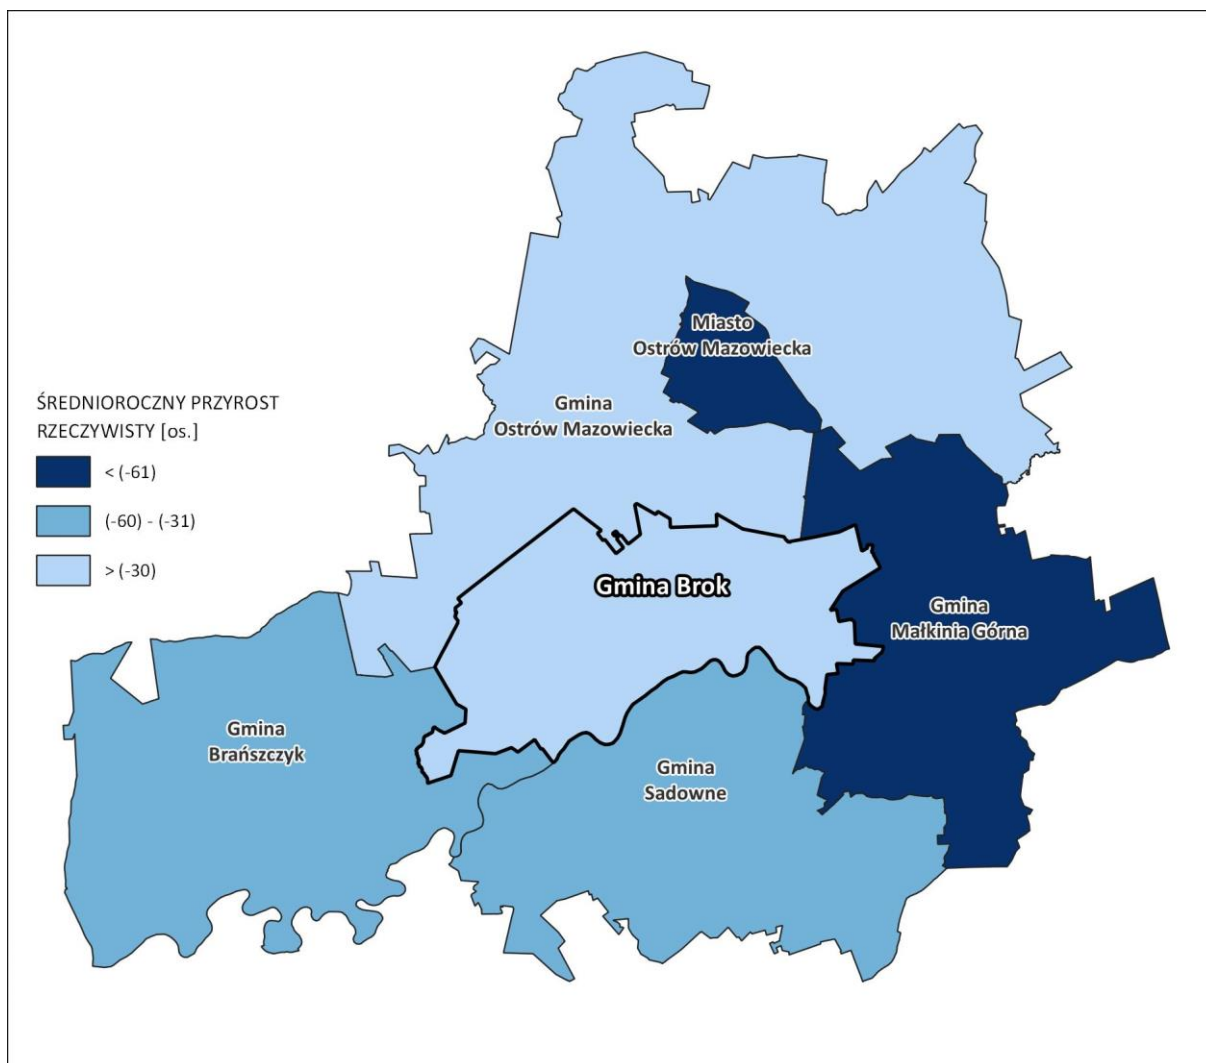 Miasto
Ostrów Mazowiecka
Gmina
Ostrów Mazowiecka
ŚREDNIOROCZNY PRZYROST
RZECZYWISTY [os.]
< (-61)
(-60) - (-31)
> (-30)
Gmina Brok
Gmina
Małkinia Górna
Gmina
Brańszczyk
Gmina
Sadowne